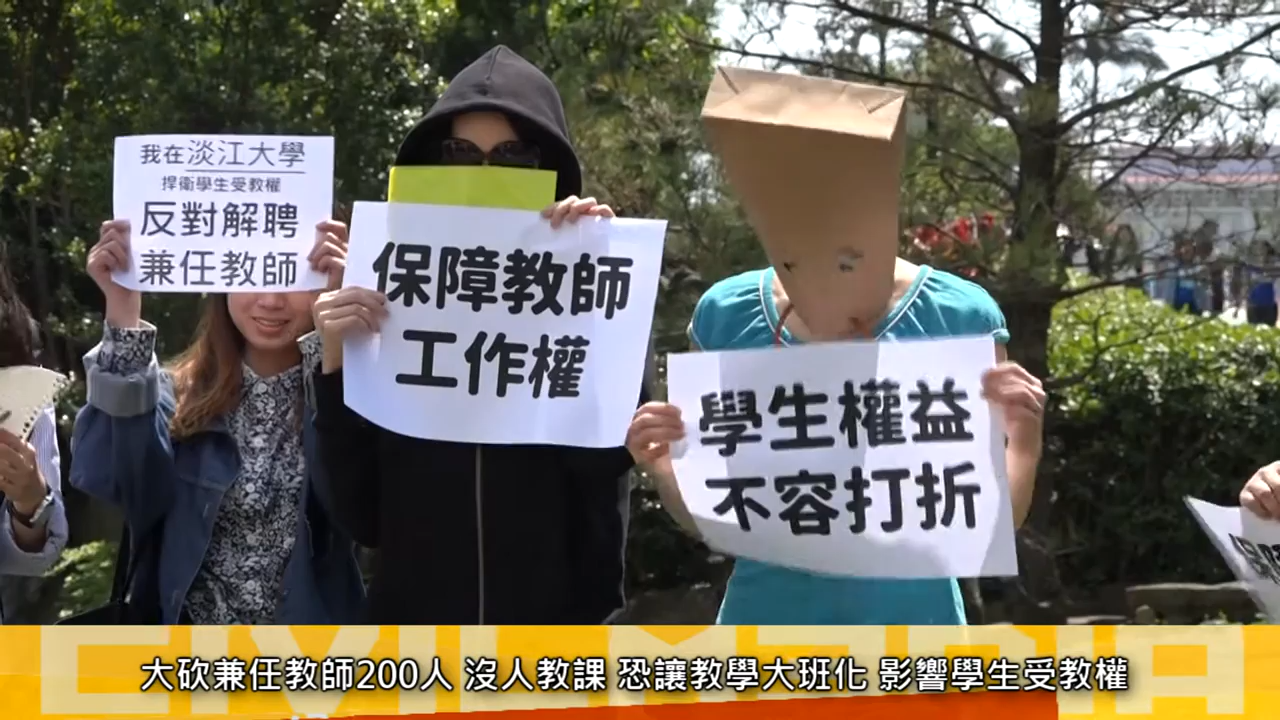 我在淡江大學
捍衛學生受教權
反對解聘
兼任教師
保障教師
工作權
學生權益
不容打折
CIVILMEDIA
大砍兼任教師200人 沒人教課 恐讓教學大班化 影響學生受教權